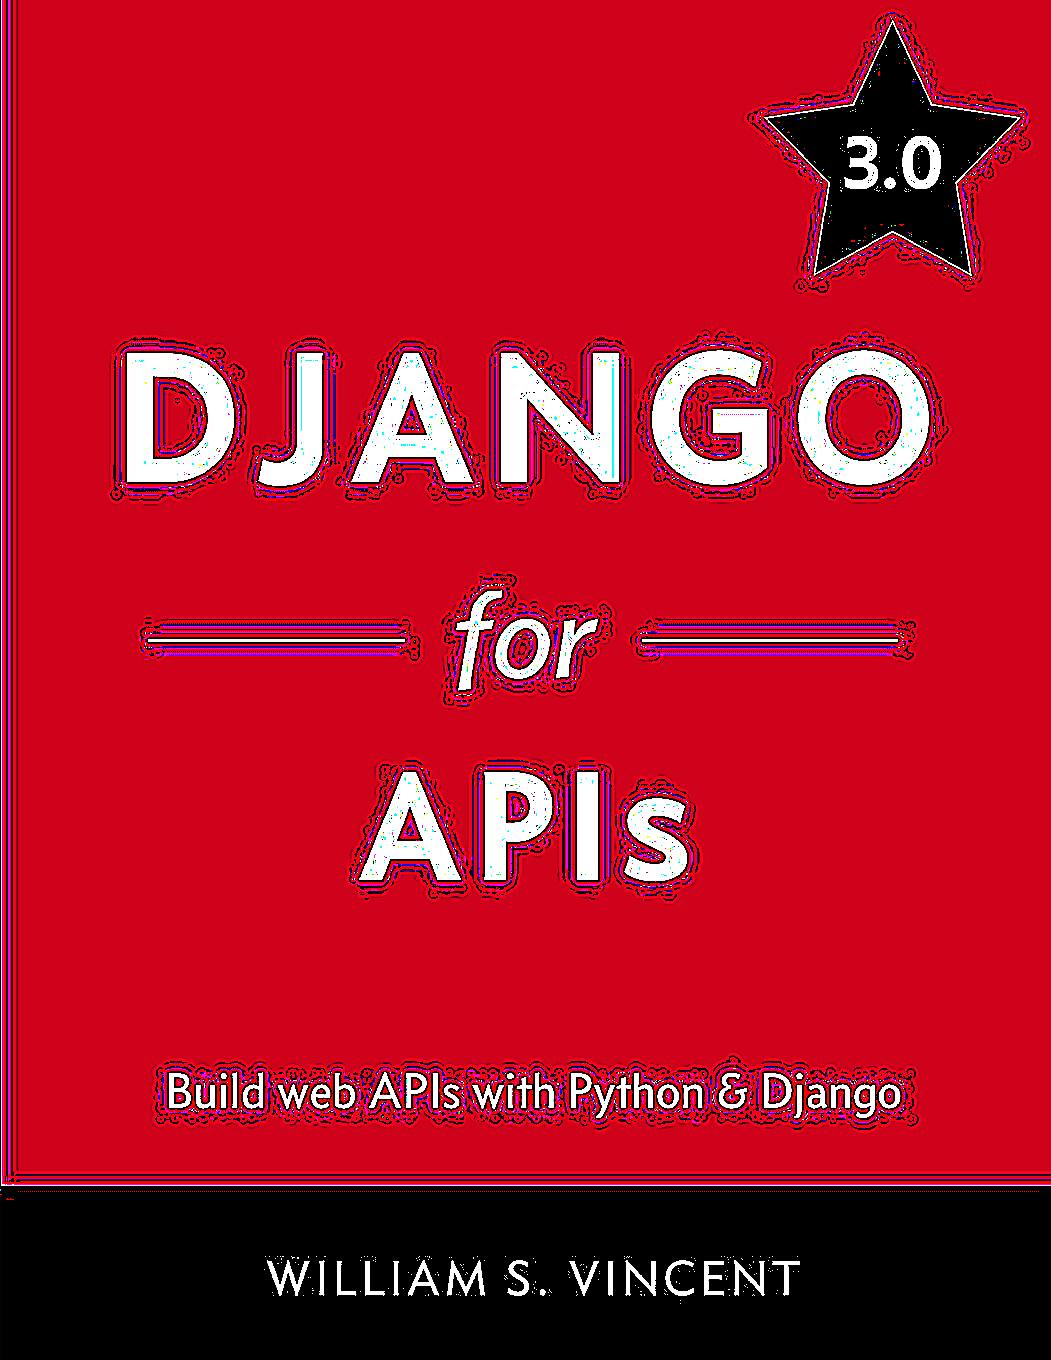 3.0
DJANGO
for
APIs
Build web APIs with Python & Django
WILLIAM S. VINCENT